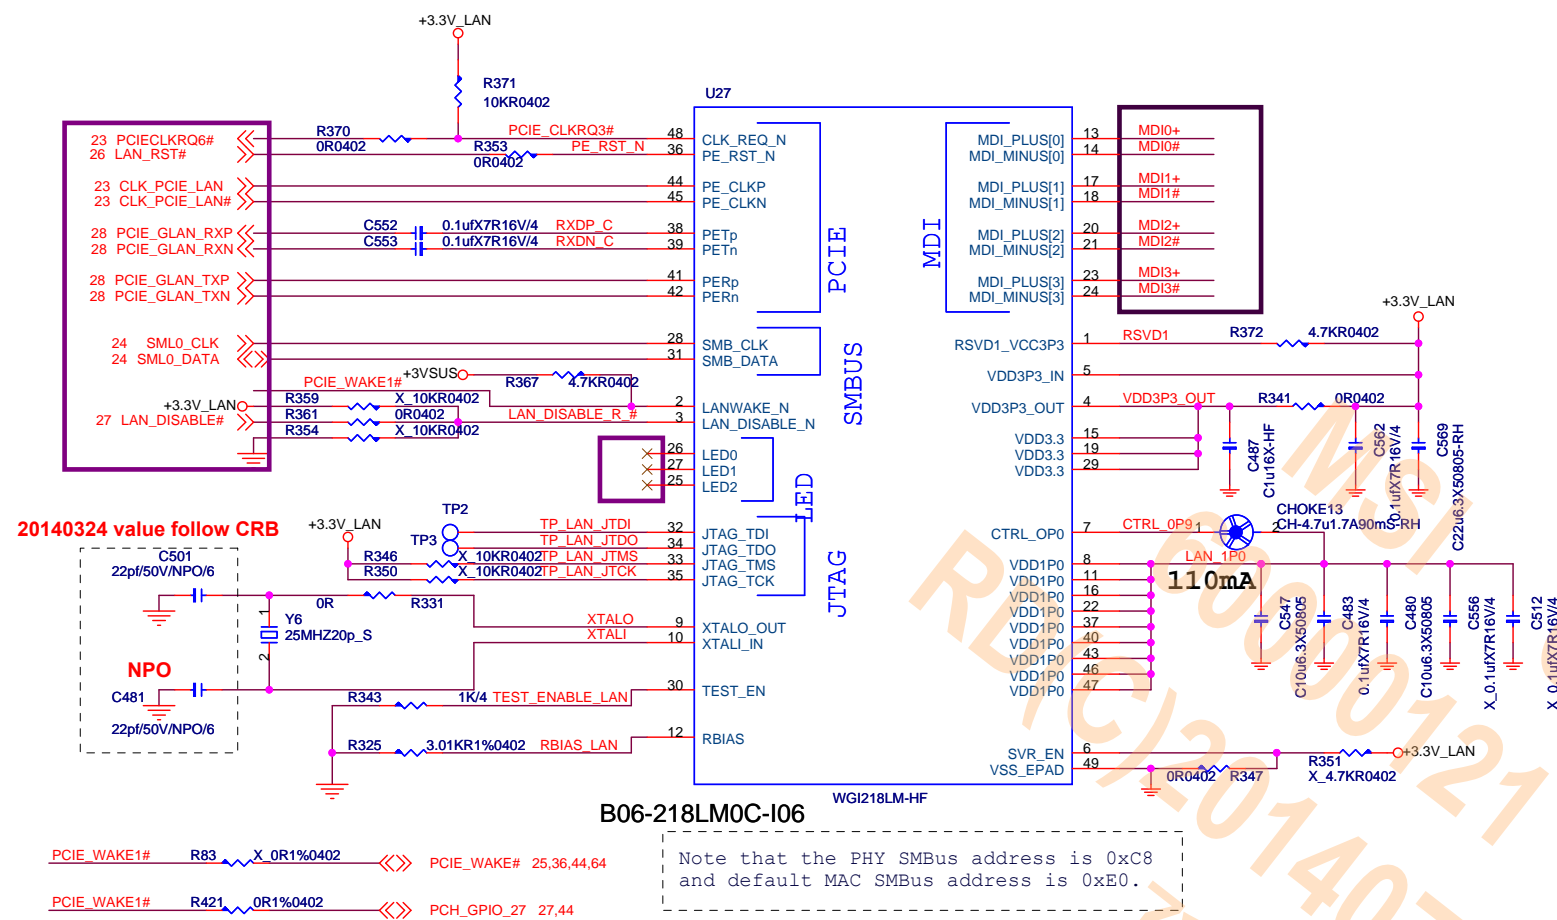 +3.3V_LAN
R371
10KR0402
U27
23 PCIECLKRQ6#
R370
0R0402
PCIE_CLKRQ3#
48
CLK_REQ_N
26 LAN_RST#
R353
0R0402
PE_RST_N
36
PE_RST_N
23 CLK_PCIE_LAN
44
PE_CLKP
23 CLK_PCIE_LAN#
45
PE_CLKN
28 PCIE_GLAN_RXP
C552
0.1ufX7R16V/4
RXDP_C
38
PETp
28 PCIE_GLAN_RXN
C553
0.1ufX7R16V/4
RXDN_C
39
PETn
28 PCIE_GLAN_TXP
41
PERp
28 PCIE_GLAN_TXN
42
PERn
PCIE
24 SML0_CLK
28
SMB_CLK
24 SML0_DATA
31
SMB_DATA
SMBUS
+3VSUS
R367
4.7KR0402
PCIE_WAKE1#
2
LANWAKE_N
+3.3V_LAN
R359
X_10KR0402
27 LAN_DISABLE#
R361
0R0402
LAN_DISABLE_R_#
3
LAN_DISABLE_N
R354
X_10KR0402
26
LED0
27
LED1
25
LED2
LED
20140324 value follow CRB
+3.3V_LAN
TP2
TP_LAN_JTDI
32
JTAG_TDI
TP3
TP_LAN_JTDO
34
JTAG_TDO
R346
X_10KR0402
TP_LAN_JTMS
33
JTAG_TMS
R350
X_10KR0402
TP_LAN_JTCK
35
JTAG_TCK
JTAG
C501
22pf/50V/NPO/6
0R
R331
1
Y6
25MHZ20p_S
2
XTALO
9
XTALO_OUT
XTALI
10
XTALI_IN
NPO
C481
22pf/50V/NPO/6
R343
1K/4
TEST_ENABLE_LAN
30
TEST_EN
R325
3.01KR1%0402
RBIAS_LAN
12
RBIAS
MDI
MDI_PLUS[0]
13
MDI0+
MDI_MINUS[0]
14
MDI0#
MDI_PLUS[1]
17
MDI1+
MDI_MINUS[1]
18
MDI1#
MDI_PLUS[2]
20
MDI2+
MDI_MINUS[2]
21
MDI2#
MDI_PLUS[3]
23
MDI3+
MDI_MINUS[3]
24
MDI3#
+3.3V_LAN
RSVD1_VCC3P3
1
RSVD1
R372
4.7KR0402
VDD3P3_IN
5
VDD3P3_OUT
4
VDD3P3_OUT
R341
0R0402
VDD3.3
15
VDD3.3
19
VDD3.3
29
C487
C1u16X-HF
C562
0.1ufX7R16V/4
C569
C22u6.3X50805-RH
CTRL_OP0
7
CTRL_0P9
1
2
CHOKE13
CH-4.7u1.7A90mS-RH
LAN_1P0
110mA
VDD1P0
8
VDD1P0
11
VDD1P0
16
VDD1P0
22
VDD1P0
37
VDD1P0
40
VDD1P0
43
VDD1P0
46
VDD1P0
47
C547
C10u6.3X50805
C483
0.1ufX7R16V/4
C480
C10u6.3X50805
C556
X_0.1ufX7R16V/4
C512
X_0.1ufX7R16V/4
SVR_EN
6
VSS_EPAD
49
0R0402
R347
R351
X_4.7KR0402
+3.3V_LAN
WGI218LM-HF
B06-218LM0C-I06
PCIE_WAKE1#
R83
X_0R1%0402
PCIE_WAKE# 25,36,44,64
PCIE_WAKE1#
R421
0R1%0402
PCH_GPIO_27 27,44
Note that the PHY SMBus address is 0xC8
and default MAC SMBus address is 0xE0.
MSI
60000121